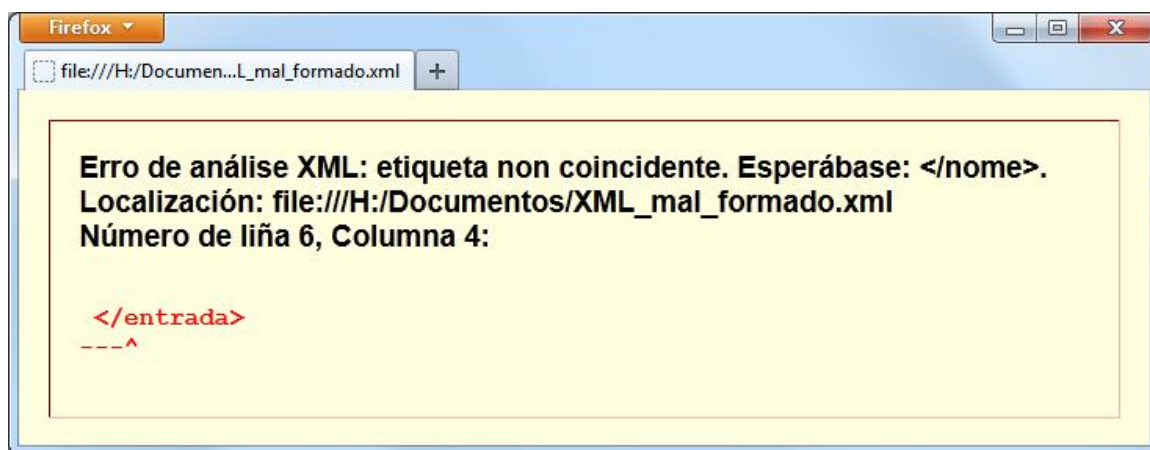 Firefox
file:///H:/Documen...L_mal_formado.xml
Erro de análise XML: etiqueta non coincidente. Esperábase: </nome>.
Localización: file:///H:/Documentos/XML_mal_formado.xml
Número de liña 6, Columna 4:
</entrada>
---^